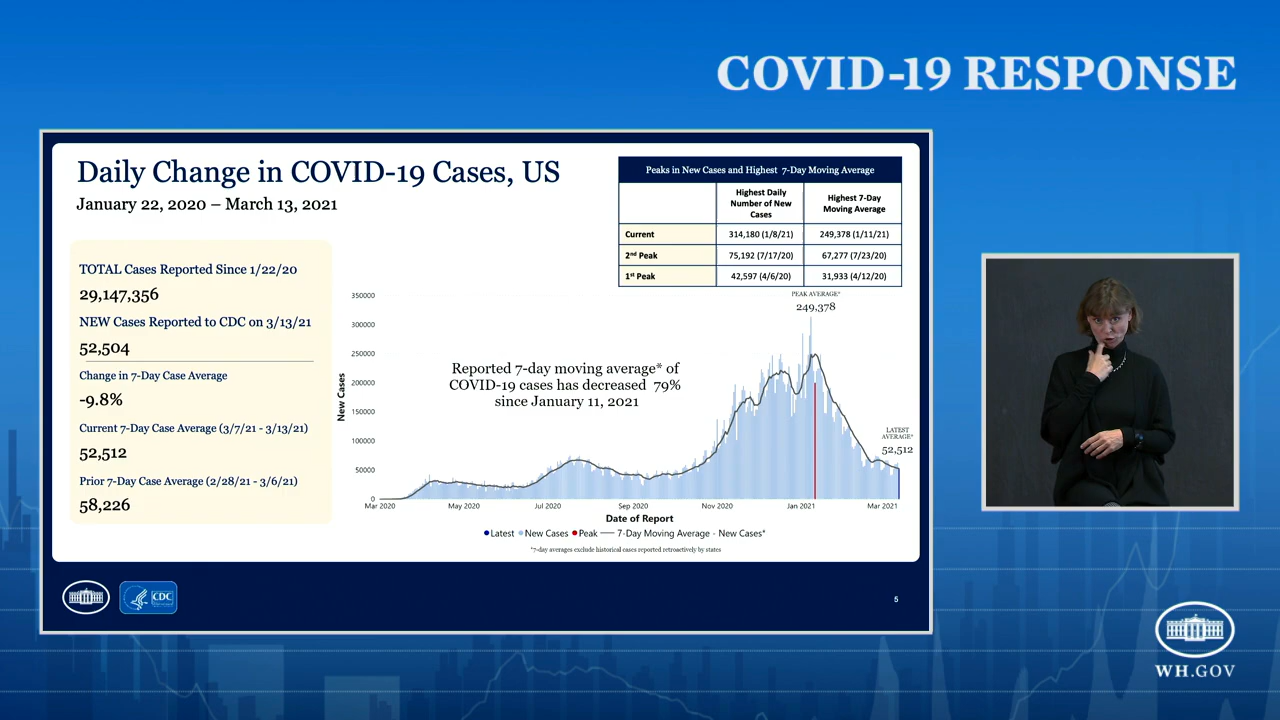 COVID-19 RESPONSE
Daily Change in COVID-19 Cases, US
January 22, 2020 – March 13, 2021
TOTAL Cases Reported Since 1/22/20
29,147,356
NEW Cases Reported to CDC on 3/13/21
52,504
Change in 7-Day Case Average
-9.8%
Current 7-Day Case Average (3/7/21 - 3/13/21)
52,512
Prior 7-Day Case Average (2/28/21 - 3/6/21)
58,226
Peaks in New Cases and Highest 7-Day Moving Average
Highest Daily
Number of New
Cases
Highest 7-Day
Moving Average
Current 314,180 (1/8/21) 249,378 (1/11/21)
2nd Peak 75,192 (7/17/20) 67,277 (7/23/20)
1st Peak 42,597 (4/6/20) 31,933 (4/12/20)
PEAK AVERAGE*
249,378
Reported 7-day moving average* of
COVID-19 cases has decreased 79%
since January 11, 2021
LATEST
AVERAGE*
52,512
New Cases
350000
300000
250000
200000
150000
100000
50000
0
Mar 2020 May 2020 Jul 2020 Sep 2020 Nov 2020 Jan 2021 Mar 2021
Date of Report
Latest New Cases Peak 7-Day Moving Average - New Cases*
*7-day averages exclude historical cases reported retroactively by states
CDC
5
WH.GOV